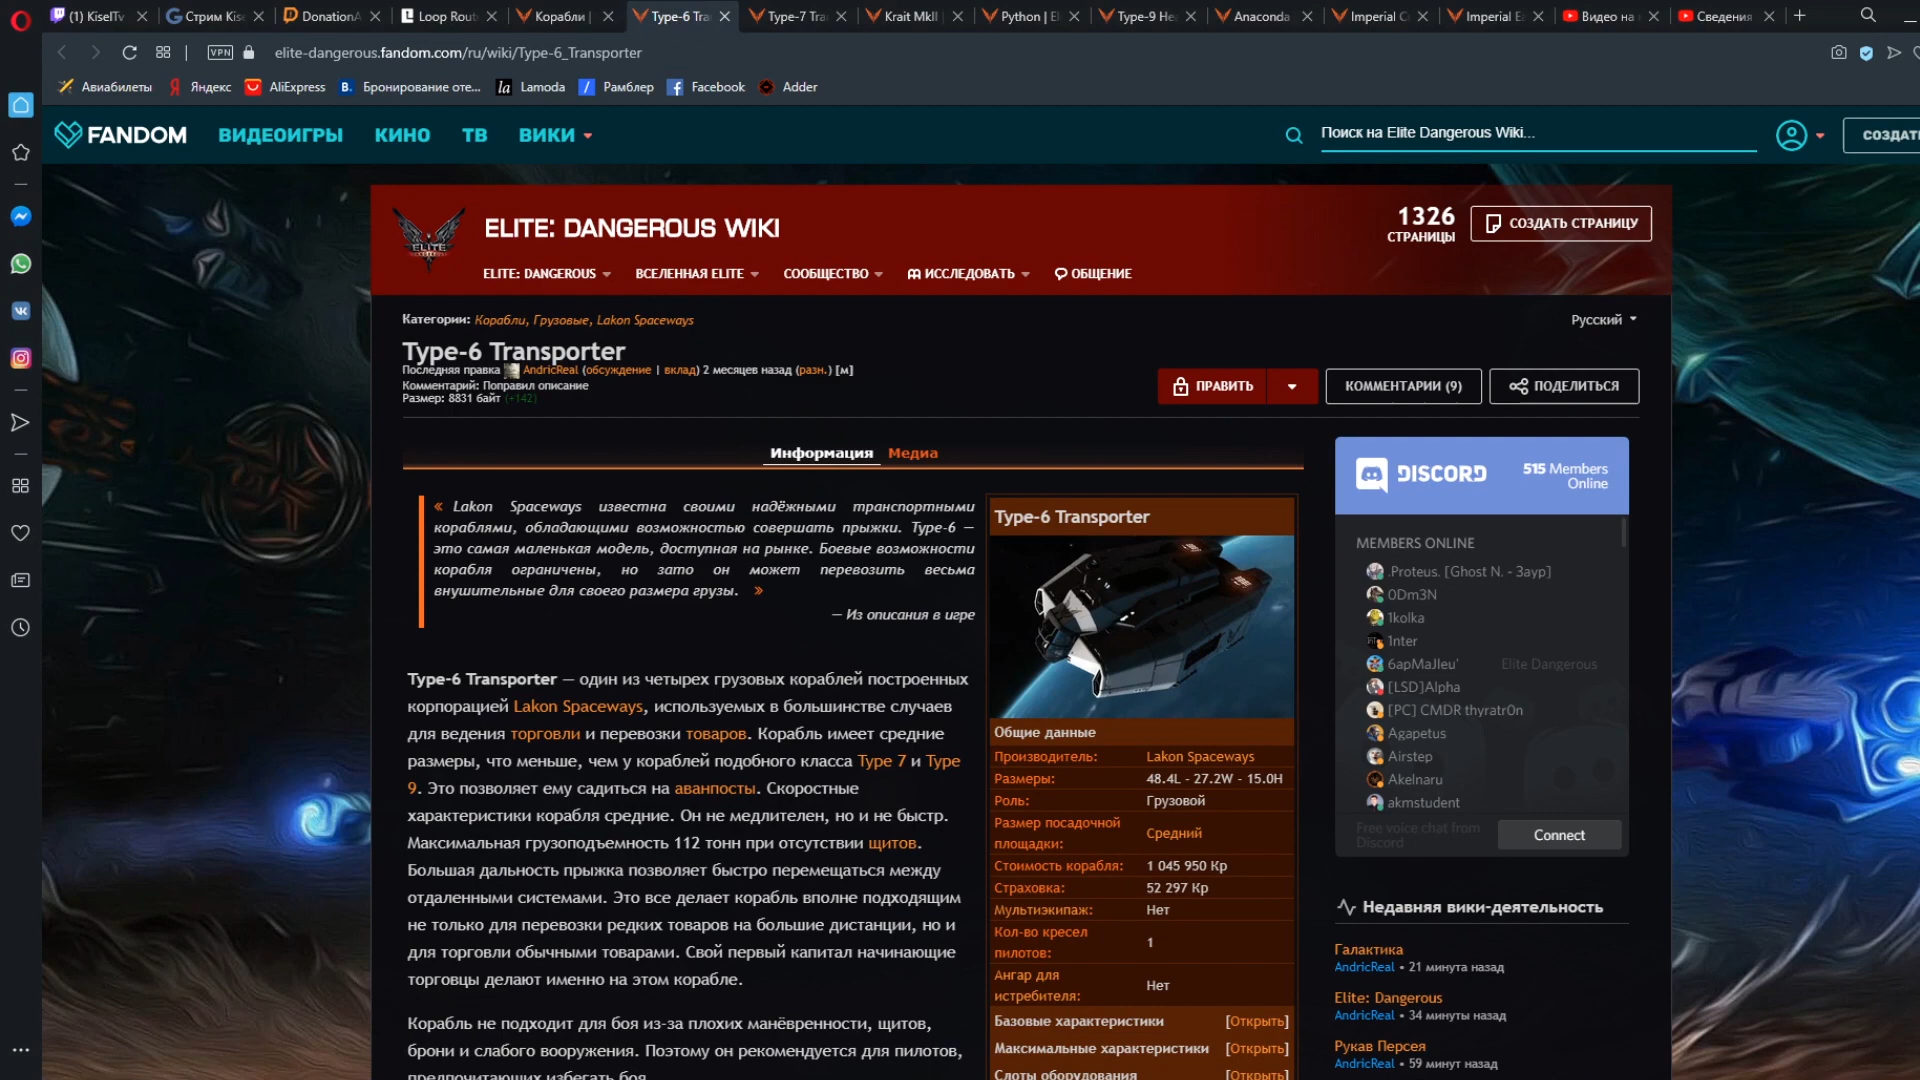 (1) KiselTv
Стрим Kise
DonationA
Loop Rout
Корабли |
Type-6 Tra
Type-7 Tra
Krait MkII |
Python | El
Type-9 He
Anaconda
Imperial C
Imperial E
Видео на
Сведения
VPN
elite-dangerous.fandom.com/ru/wiki/Type-6_Transporter
Авиабилеты
Яндекс
AliExpress
Бронирование оте...
Lamoda
Рамблер
Facebook
Adder
FANDOM
ВИДЕОИГРЫ
КИНО
ТВ
ВИКИ
Поиск на Elite Dangerous Wiki...
СОЗДАТЬ
ELITE
ELITE: DANGEROUS WIKI
1326
СТРАНИЦЫ
СОЗДАТЬ СТРАНИЦУ
ELITE: DANGEROUS
ВСЕЛЕННАЯ ELITE
СООБЩЕСТВО
ИССЛЕДОВАТЬ
ОБЩЕНИЕ
Категории: Корабли, Грузовые, Lakon Spaceways
Русский
Type-6 Transporter
Последняя правка AndricReal (обсуждение | вклад) 2 месяцев назад (разн.) [м]
Комментарий: Поправил описание
Размер: 8831 байт (+142)
ПРАВИТЬ
КОММЕНТАРИИ (9)
ПОДЕЛИТЬСЯ
Информация
Медиа
« Lakon Spaceways известна своими надёжными транспортными
кораблями, обладающими возможностью совершать прыжки. Type-6 —
это самая маленькая модель, доступная на рынке. Боевые возможности
корабля ограничены, но зато он может перевозить весьма
внушительные для своего размера грузы. »
— Из описания в игре
Type-6 Transporter — один из четырех грузовых кораблей построенных
корпорацией Lakon Spaceways, используемых в большинстве случаев
для ведения торговли и перевозки товаров. Корабль имеет средние
размеры, что меньше, чем у кораблей подобного класса Type 7 и Type
9. Это позволяет ему садиться на аванпосты. Скоростные
характеристики корабля средние. Он не медлителен, но и не быстр.
Максимальная грузоподъемность 112 тонн при отсутствии щитов.
Большая дальность прыжка позволяет быстро перемещаться между
отдаленными системами. Это все делает корабль вполне подходящим
не только для перевозки редких товаров на большие дистанции, но и
для торговли обычными товарами. Свой первый капитал начинающие
торговцы делают именно на этом корабле.
Корабль не подходит для боя из-за плохих манёвренности, щитов,
брони и слабого вооружения. Поэтому он рекомендуется для пилотов,
предпочитающих избегать боя.
Type-6 Transporter
Общие данные
Производитель: Lakon Spaceways
Размеры: 48.4L - 27.2W - 15.0H
Роль: Грузовой
Размер посадочной
площадки: Средний
Стоимость корабля: 1 045 950 Кр
Страховка: 52 297 Кр
Мультиэкипаж: Нет
Кол-во кресел
пилотов: 1
Ангар для
истребителя: Нет
Базовые характеристики [Открыть]
Максимальные характеристики [Открыть]
Слоты оборудования [Открыть]
DISCORD
515 Members
Online
MEMBERS ONLINE
.Proteus. [Ghost N. - Заур]
0Dm3N
1kolka
1nter
6apMaJleu' Elite Dangerous
[LSD]Alpha
[PC] CMDR thyratr0n
Agapetus
Airstep
Akelnaru
akmstudent
Free voice chat from
Discord
Connect
Недавняя вики-деятельность
Галактика
AndricReal • 21 минута назад
Elite: Dangerous
AndricReal • 34 минуты назад
Рукав Персея
AndricReal • 59 минут назад